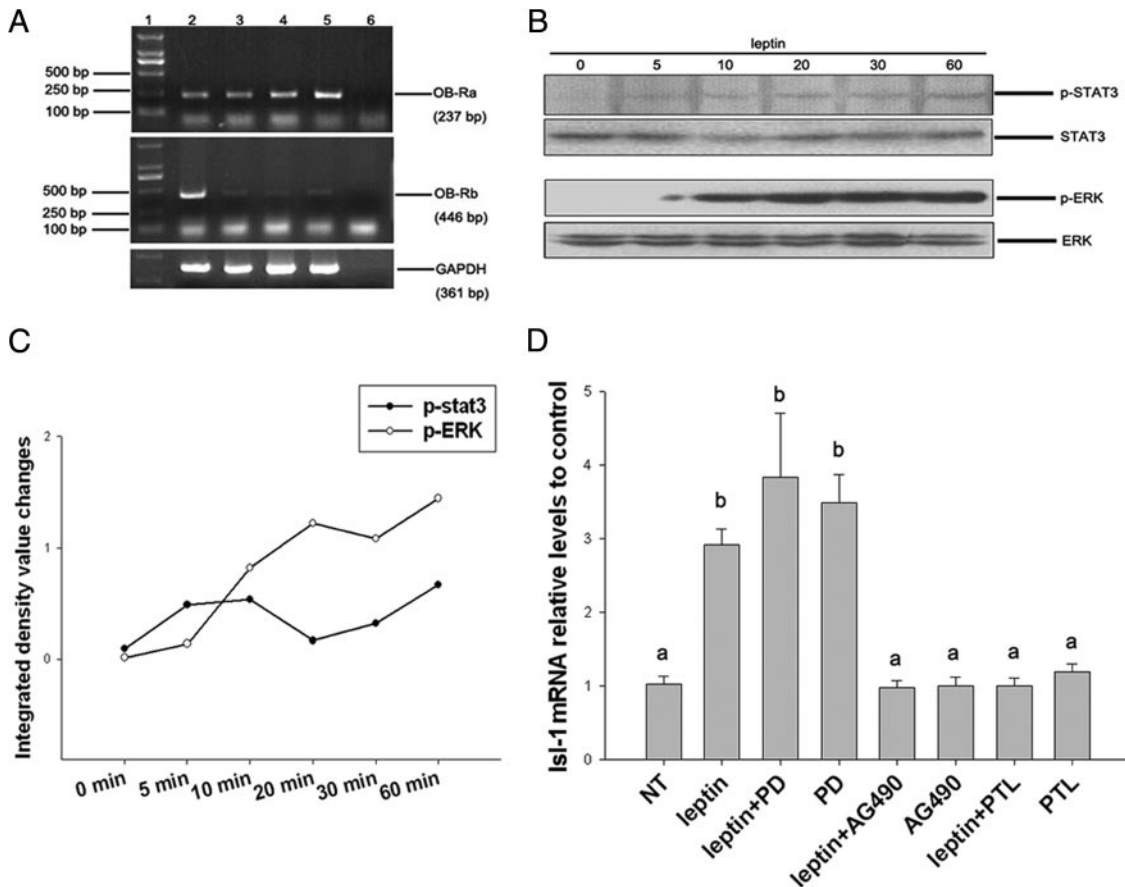 A
1 2 3 4 5 6
500 bp
250 bp
100 bp
OB-Ra
(237 bp)
500 bp
250 bp
100 bp
OB-Rb
(446 bp)
GAPDH
(361 bp)
B
leptin
0 5 10 20 30 60
p-STAT3
STAT3
p-ERK
ERK
C
p-stat3
p-ERK
Integrated density value changes
2
1
0
0 min 5 min 10 min 20 min 30 min 60 min
D
Isl-1 mRNA relative levels to control
5
4
3
2
1
0
a b b b a a a a
NT leptin leptin+PD PD leptin+AG490 AG490 leptin+PTL PTL